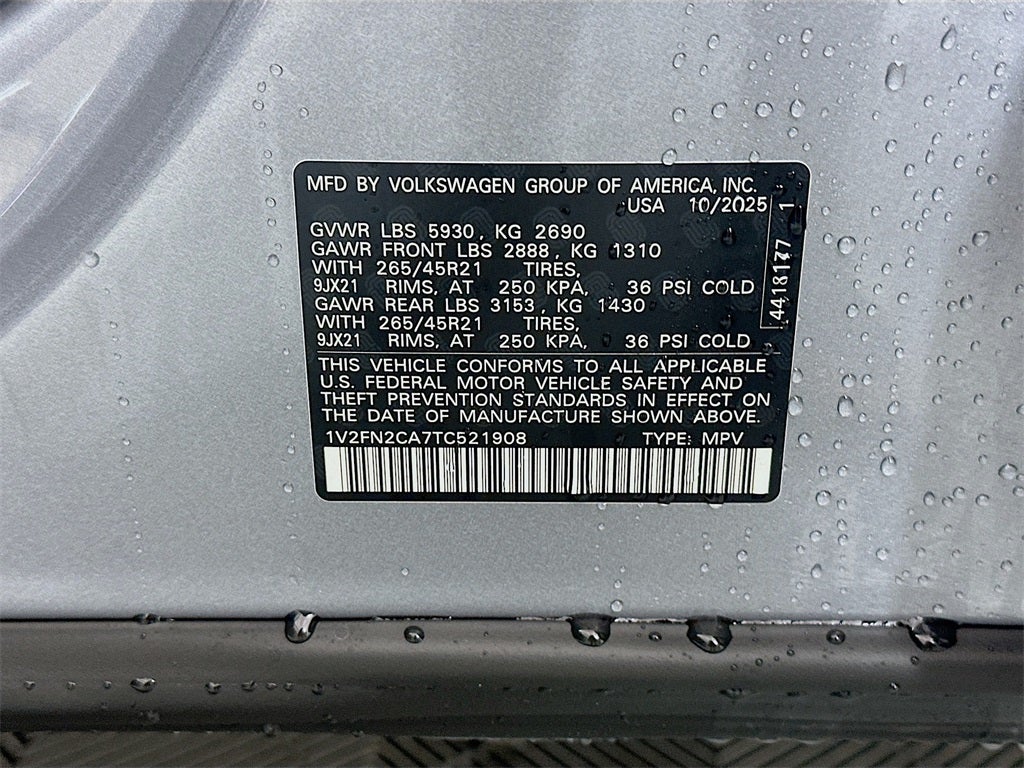 MFD BY VOLKSWAGEN GROUP OF AMERICA, INC.
USA 10/2025
GVWR LBS 5930, KG 2690
GAWR FRONT LBS 2888, KG 1310
WITH 265/45R21 TIRES,
9JX21 RIMS, AT 250 KPA, 36 PSI COLD
GAWR REAR LBS 3153, KG 1430
WITH 265/45R21 TIRES,
9JX21 RIMS, AT 250 KPA, 36 PSI COLD
THIS VEHICLE CONFORMS TO ALL APPLICABLE
U.S. FEDERAL MOTOR VEHICLE SAFETY AND
THEFT PREVENTION STANDARDS IN EFFECT ON
THE DATE OF MANUFACTURE SHOWN ABOVE.
1V2FN2CA7TC521908 TYPE: MPV
4418177 1